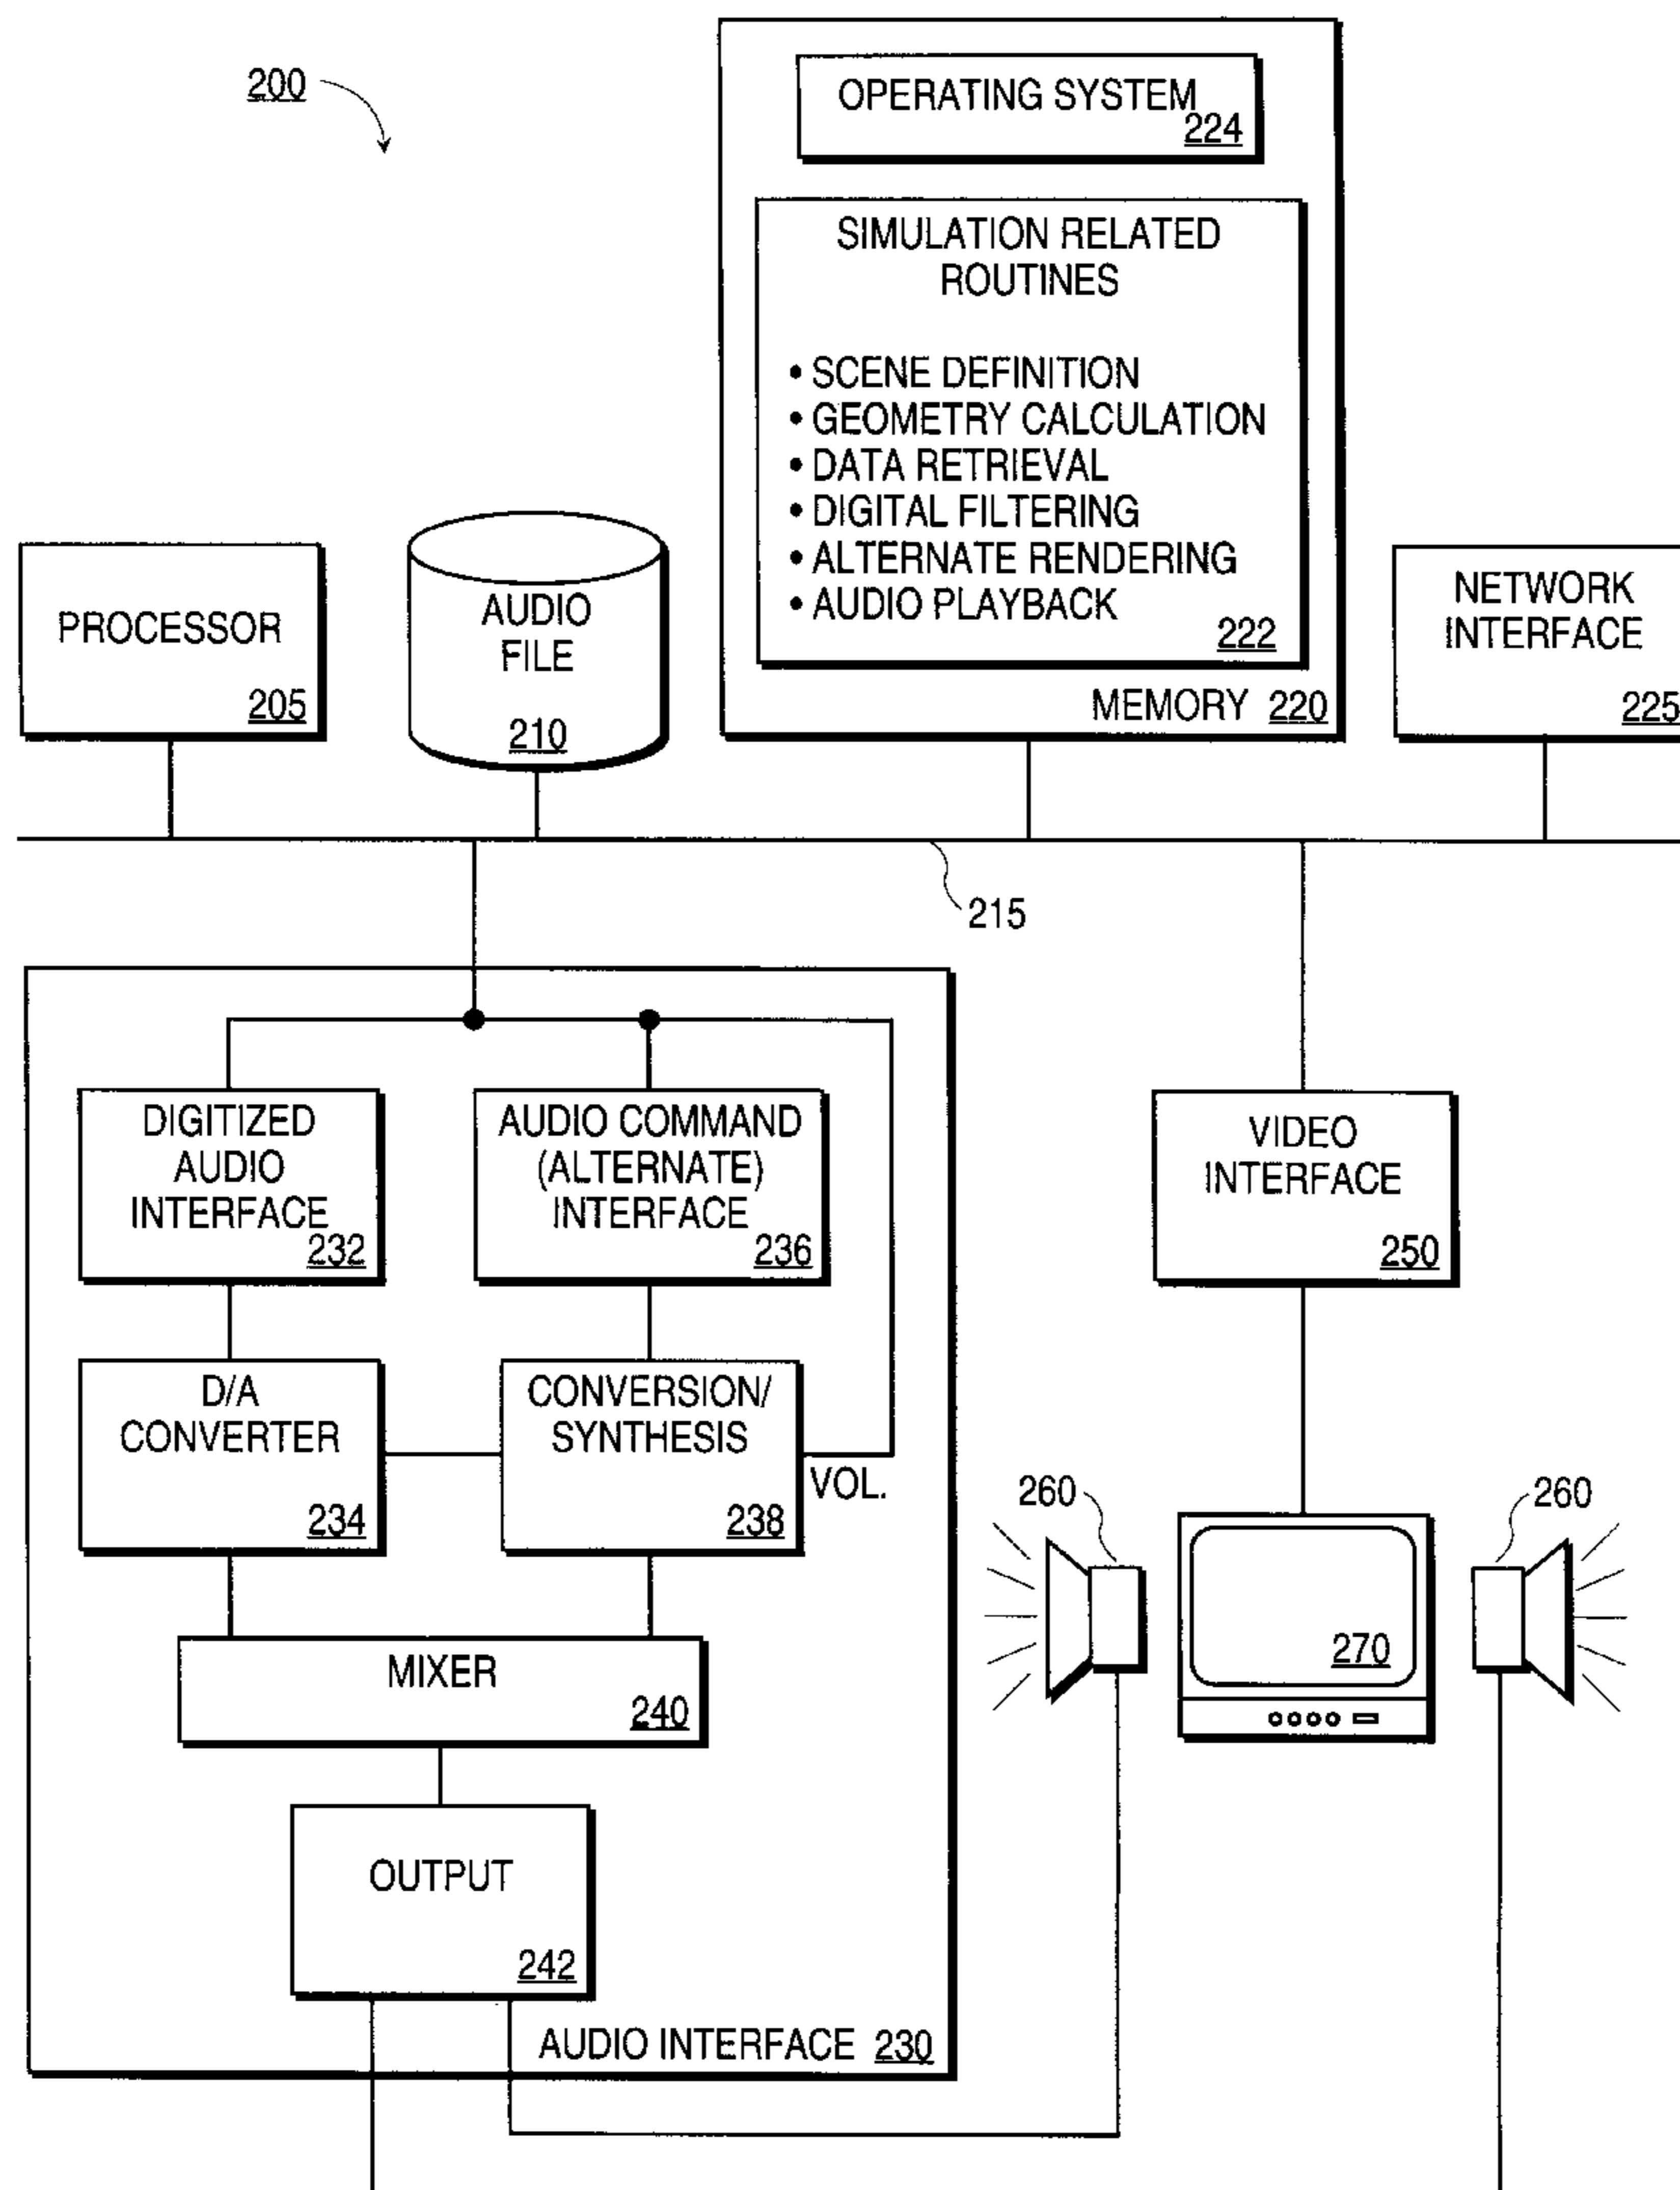 200
OPERATING SYSTEM
224
SIMULATION RELATED
ROUTINES
• SCENE DEFINITION
• GEOMETRY CALCULATION
• DATA RETRIEVAL
• DIGITAL FILTERING
• ALTERNATE RENDERING
• AUDIO PLAYBACK
222
MEMORY 220
PROCESSOR
205
AUDIO
FILE
210
NETWORK
INTERFACE
225
215
DIGITIZED
AUDIO
INTERFACE
232
AUDIO COMMAND
(ALTERNATE)
INTERFACE
236
VIDEO
INTERFACE
250
D/A
CONVERTER
234
CONVERSION/
SYNTHESIS
238
VOL.
260
260
270
MIXER
240
OUTPUT
242
AUDIO INTERFACE 230